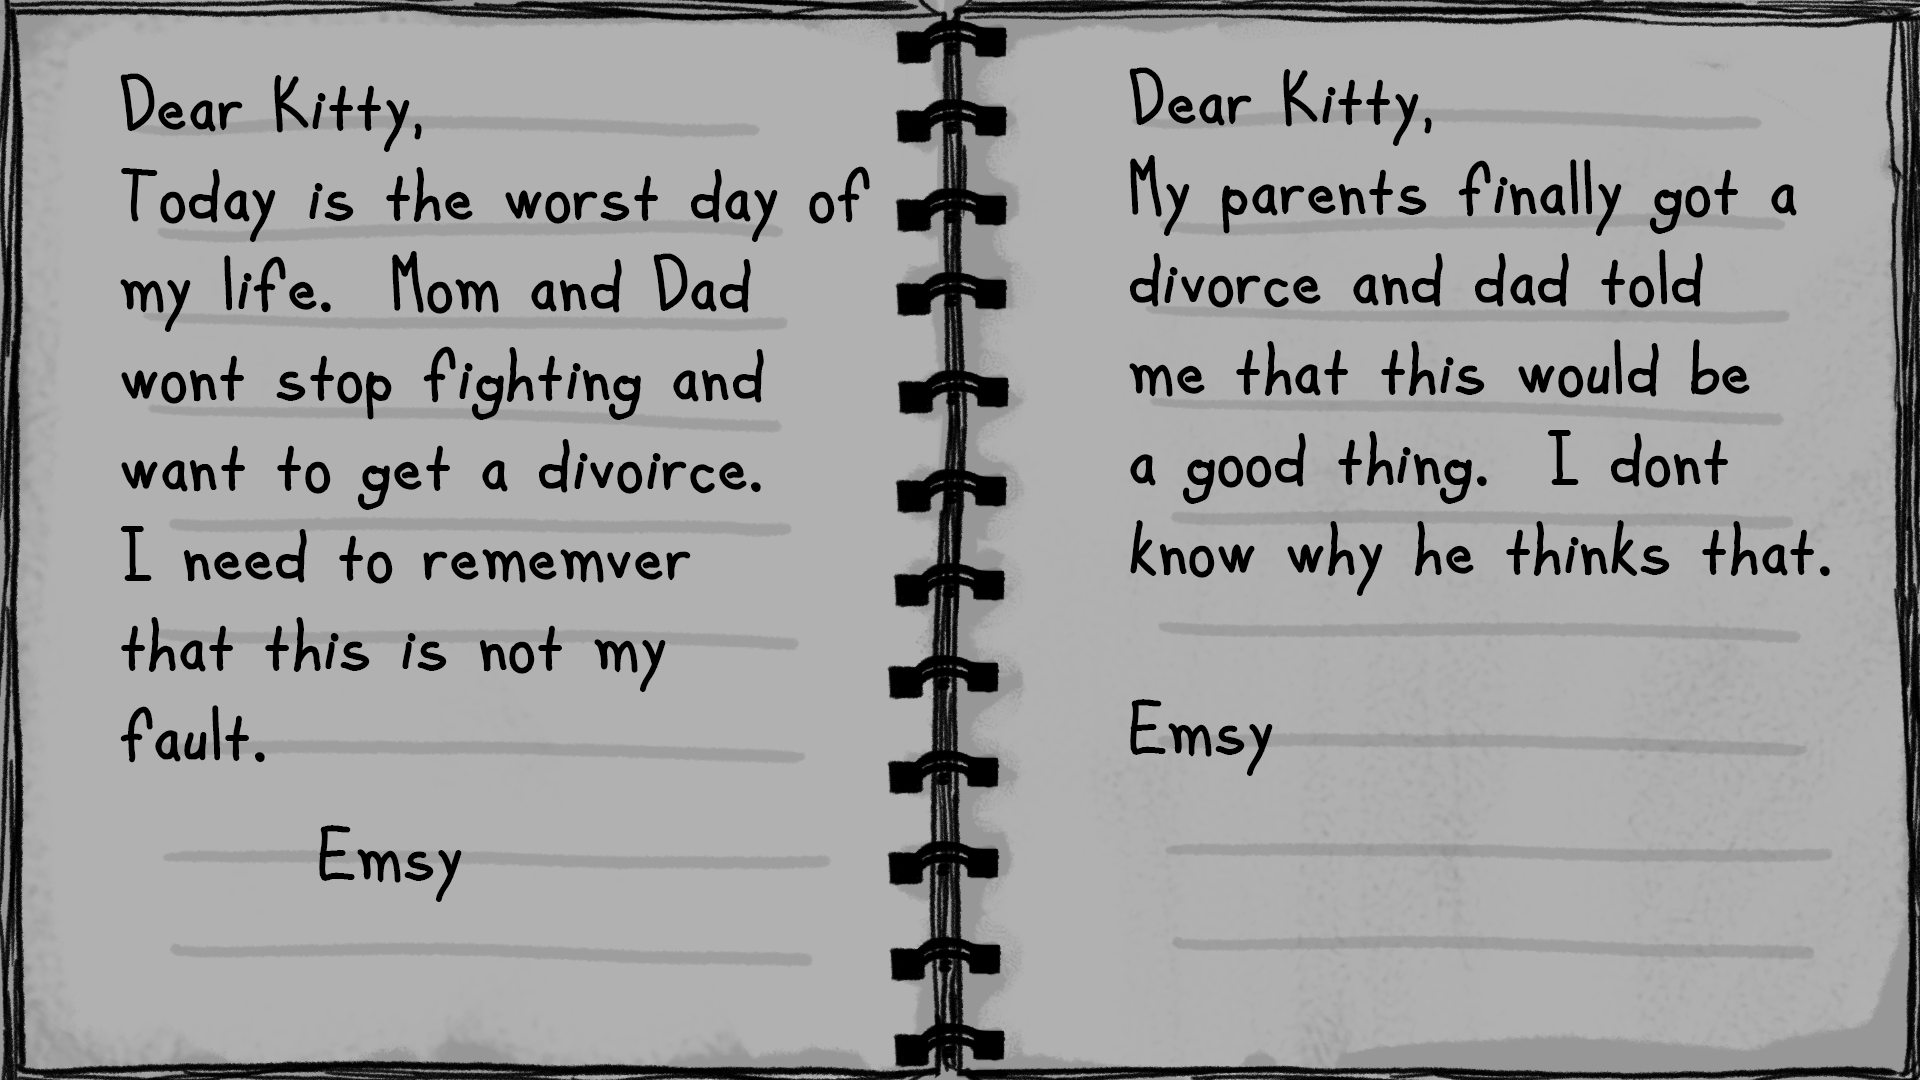 Dear Kitty,
Today is the worst day of
my life. Mom and Dad
wont stop fighting and
want to get a divoirce.
I need to rememver
that this is not my
fault.
Emsy
Dear Kitty,
My parents finally got a
divorce and dad told
me that this would be
a good thing. I dont
know why he thinks that.
Emsy